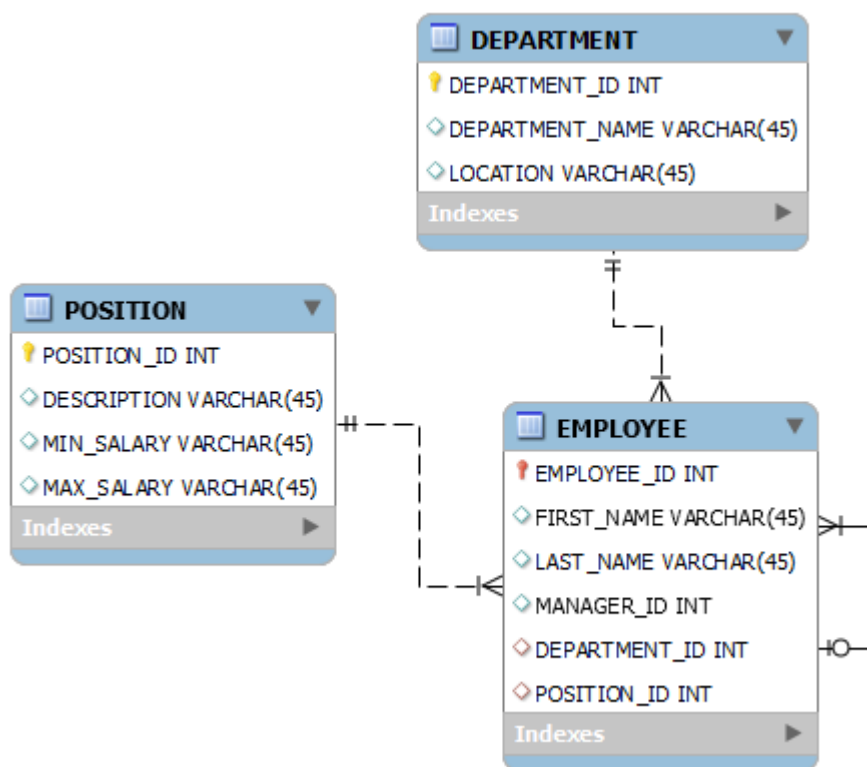 DEPARTMENT
DEPARTMENT_ID INT
DEPARTMENT_NAME VARCHAR(45)
LOCATION VARCHAR(45)
Indexes
POSITION
POSITION_ID INT
DESCRIPTION VARCHAR(45)
MIN_SALARY VARCHAR(45)
MAX_SALARY VARCHAR(45)
Indexes
EMPLOYEE
EMPLOYEE_ID INT
FIRST_NAME VARCHAR(45)
LAST_NAME VARCHAR(45)
MANAGER_ID INT
DEPARTMENT_ID INT
POSITION_ID INT
Indexes